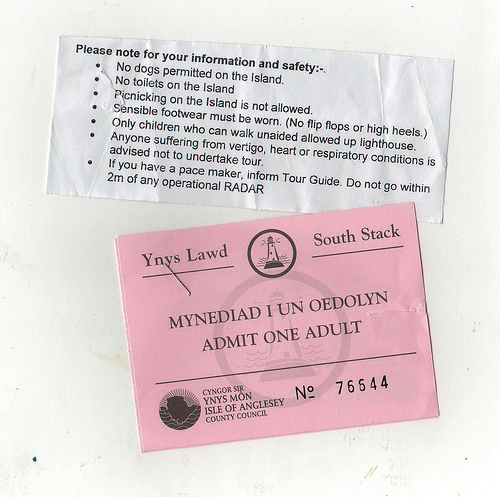 Please note for your information and safety:-.
• No dogs permitted on the Island.
• No toilets on the Island
• Picnicking on the Island is not allowed.
• Sensible footwear must be worn. (No flip flops or high heels.)
• Only children who can walk unaided allowed up lighthouse.
• Anyone suffering from vertigo, heart or respiratory conditions is
advised not to undertake tour.
• If you have a pace maker, inform Tour Guide. Do not go within
2m of any operational RADAR
Ynys Lawd South Stack
MYNEDIAD I UN OEDOLYN
ADMIT ONE ADULT
CYNGOR SIR
YNYS MÔN
ISLE OF ANGLESEY
COUNTY COUNCIL
Nº 76644